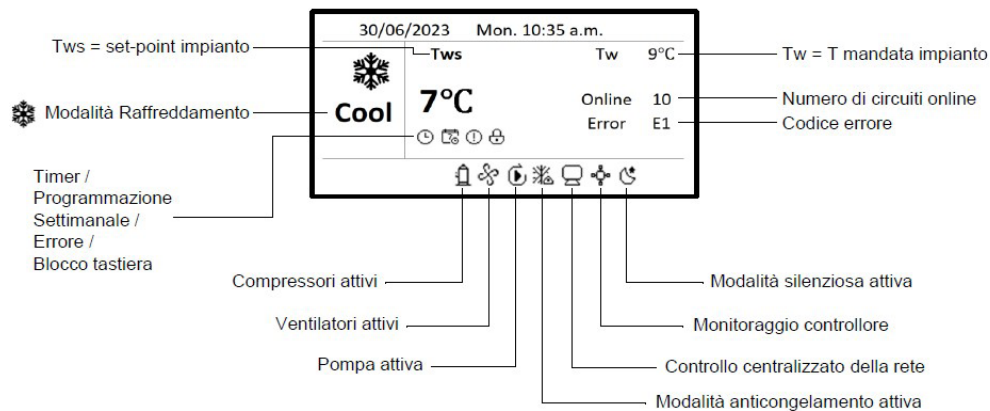 30/06/2023 Mon. 10:35 a.m.
Tws = set-point impianto
Tws
Tw 9°C
Tw = T mandata impianto
Modalità Raffreddamento
Cool
7°C
Online 10
Numero di circuiti online
Error E1
Codice errore
Timer /
Programmazione
Settimanale /
Errore /
Blocco tastiera
Compressori attivi
Modalità silenziosa attiva
Ventilatori attivi
Monitoraggio controllore
Pompa attiva
Controllo centralizzato della rete
Modalità anticongelamento attiva